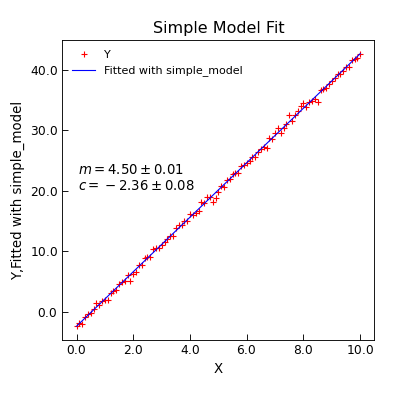 Simple Model Fit
Y
Fitted with simple_model
m = 4.50 ± 0.01
c = −2.36 ± 0.08
Y,Fitted with simple_model
40.0
30.0
20.0
10.0
0.0
0.0 2.0 4.0 6.0 8.0 10.0
X